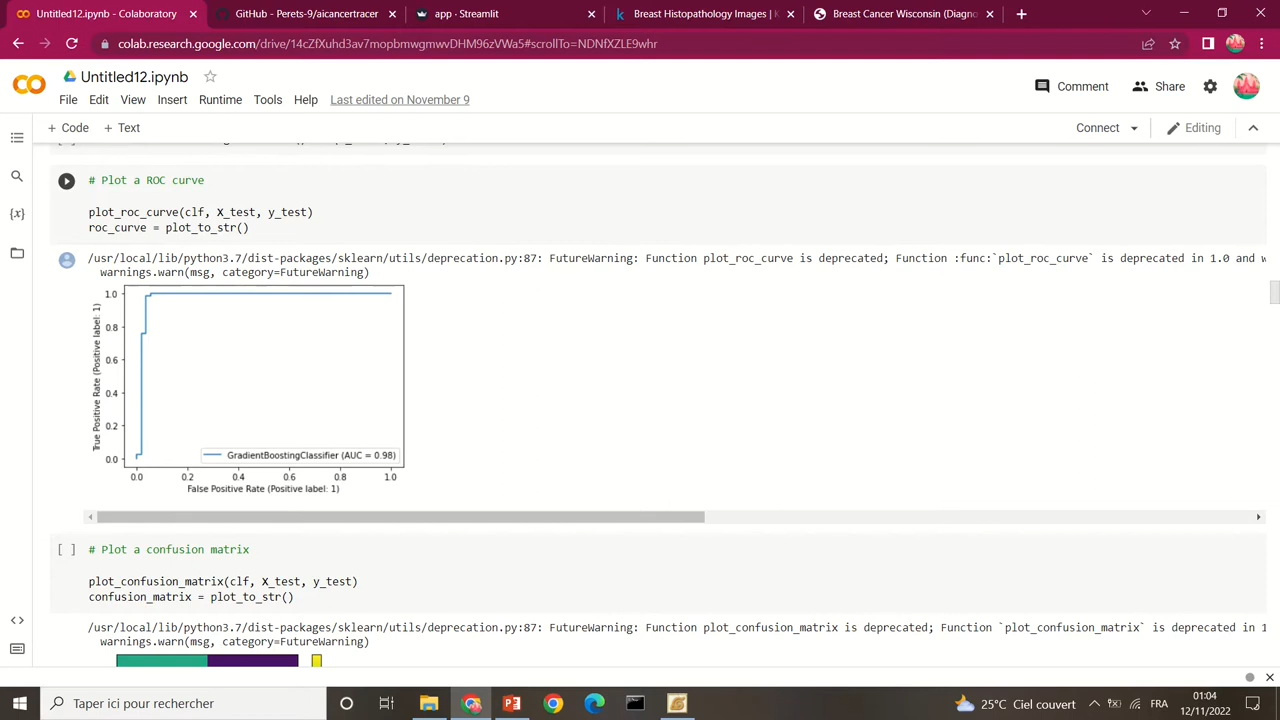 Untitled12.ipynb - Colaboratory
GitHub - Perets-9/aicancertracer
app · Streamlit
Breast Histopathology Images | K
Breast Cancer Wisconsin (Diagno
colab.research.google.com/drive/14cZfXuhd3av7mopbmwgmwvDHM96zVWa5#scrollTo=NDNfXZLE9whr
Untitled12.ipynb
Comment
Share
File Edit View Insert Runtime Tools Help Last edited on November 9
+ Code + Text
Connect
Editing
# Plot a ROC curve
plot_roc_curve(clf, X_test, y_test)
roc_curve = plot_to_str()
/usr/local/lib/python3.7/dist-packages/sklearn/utils/deprecation.py:87: FutureWarning: Function plot_roc_curve is deprecated; Function :func:`plot_roc_curve` is deprecated in 1.0 and w
warnings.warn(msg, category=FutureWarning)
True Positive Rate (Positive label: 1)
1.0
0.8
0.6
0.4
0.2
0.0
GradientBoostingClassifier (AUC = 0.98)
0.0 0.2 0.4 0.6 0.8 1.0
False Positive Rate (Positive label: 1)
[ ] # Plot a confusion matrix
plot_confusion_matrix(clf, X_test, y_test)
confusion_matrix = plot_to_str()
/usr/local/lib/python3.7/dist-packages/sklearn/utils/deprecation.py:87: FutureWarning: Function plot_confusion_matrix is deprecated; Function `plot_confusion_matrix` is deprecated in 1
warnings.warn(msg, category=FutureWarning)
Taper ici pour rechercher
25°C Ciel couvert
FRA
01:04
12/11/2022